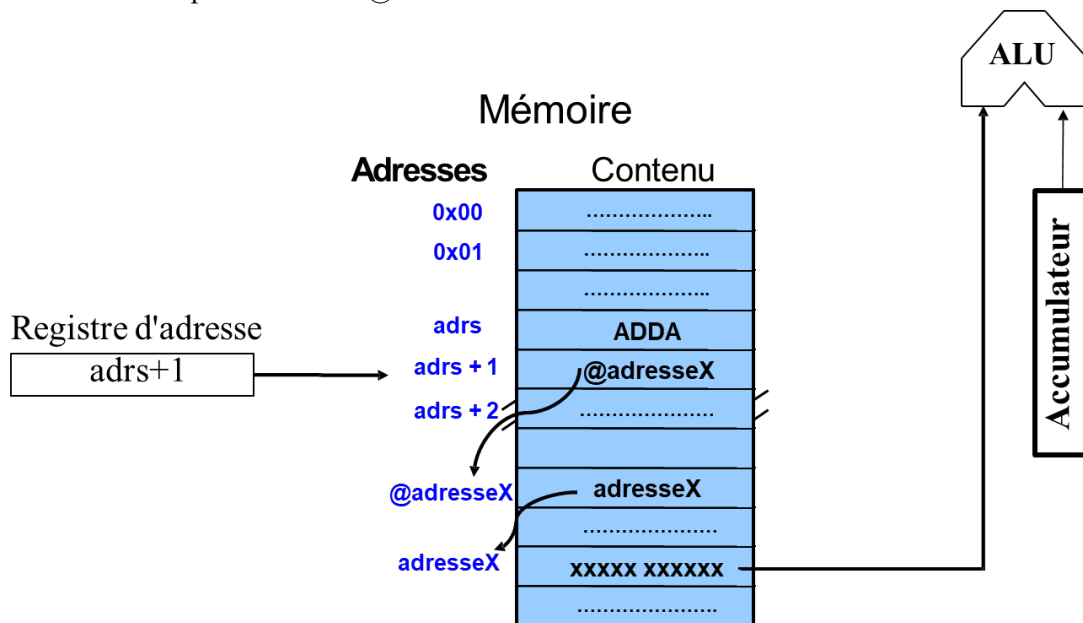 ALU
Mémoire
Adresses Contenu
0x00 ....................
0x01 ....................
....................
adrs ADDA
Registre d'adresse
adrs+1
adrs + 1 @adresseX
adrs + 2 ......................
@adresseX adresseX
......................
adresseX xxxxx xxxxxx
.......................
Accumulateur